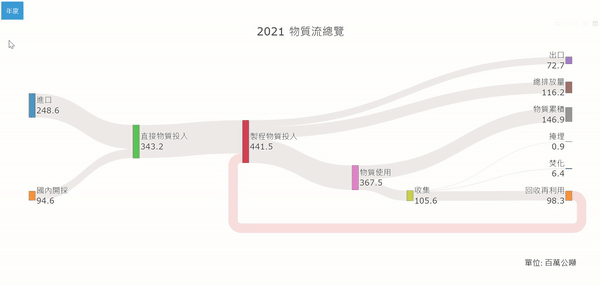 年度
2021 物質流總覽
進口
248.6
國內開採
94.6
直接物質投入
343.2
製程物質投入
441.5
物質使用
367.5
收集
105.6
出口
72.7
總排放量
116.2
物質累積
146.9
掩埋
0.9
焚化
6.4
回收再利用
98.3
單位: 百萬公噸